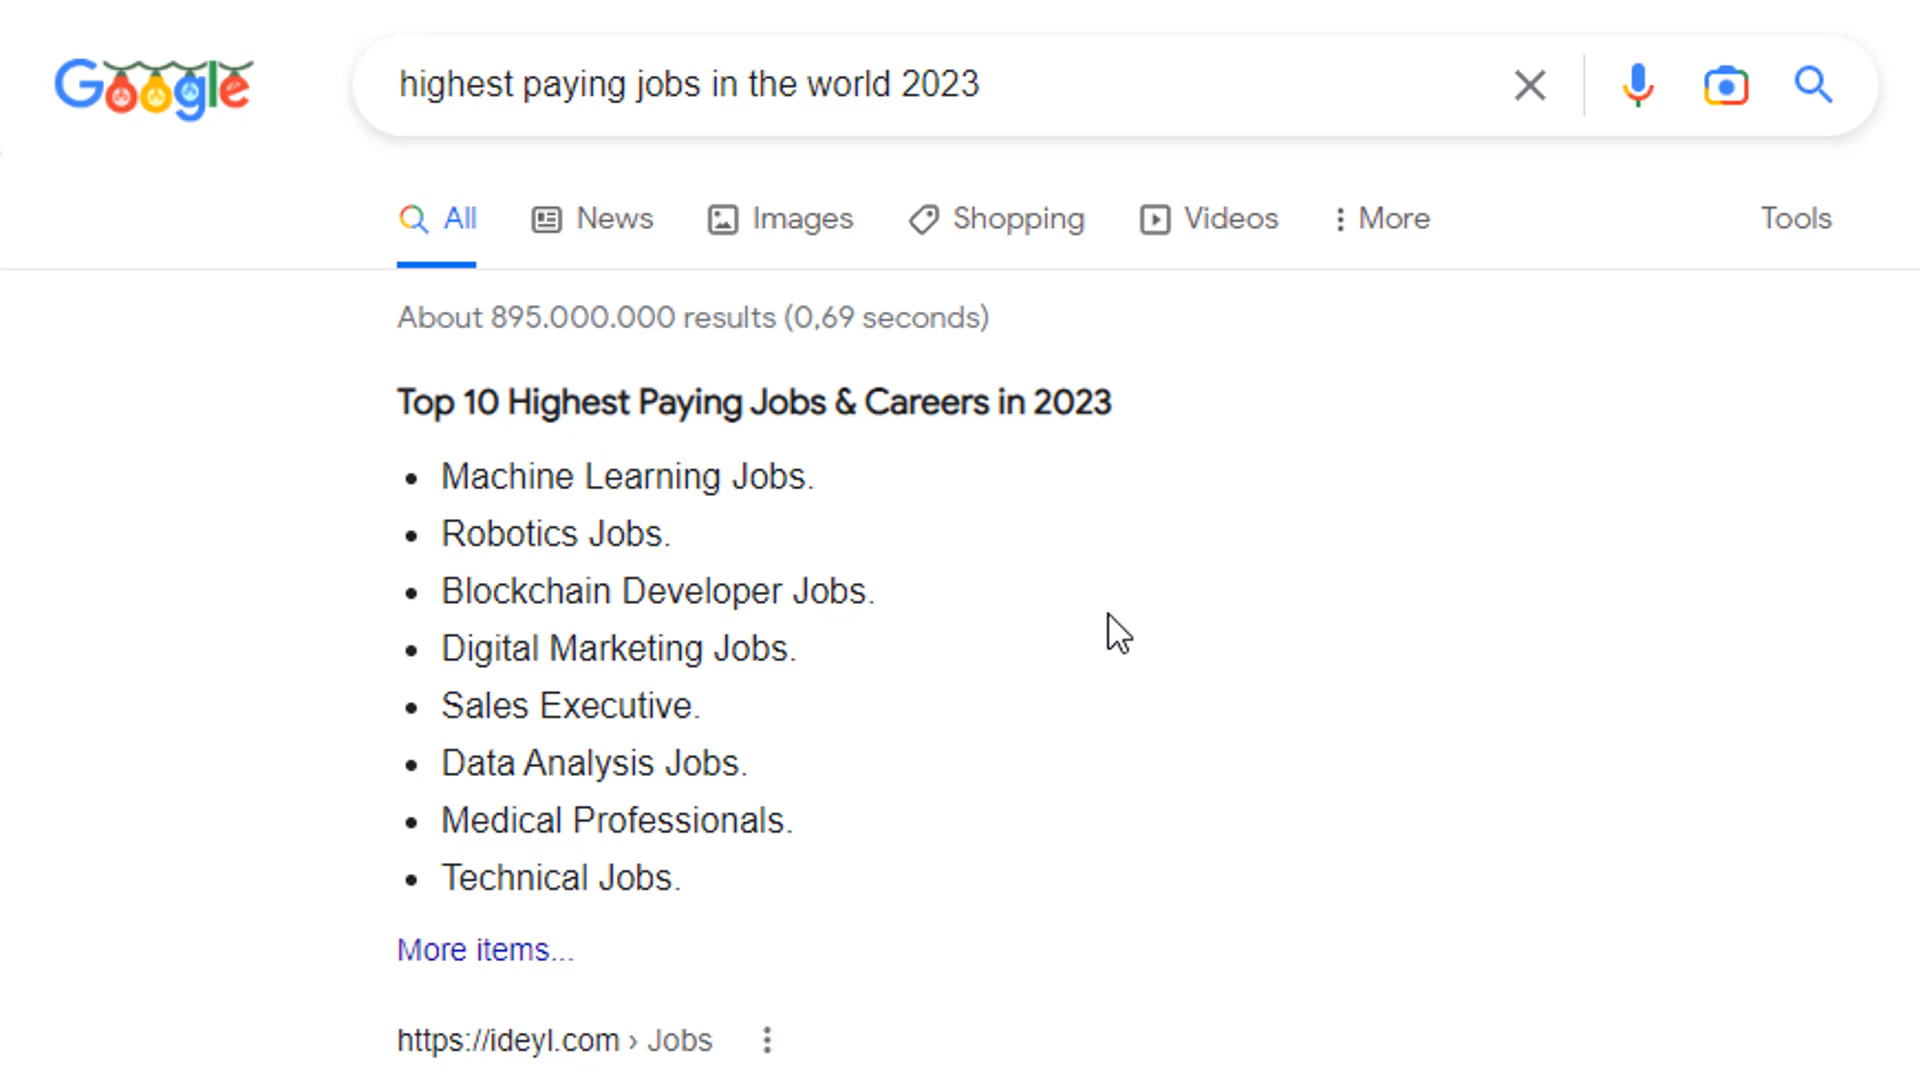 Google
highest paying jobs in the world 2023
All News Images Shopping Videos More Tools
About 895.000.000 results (0,69 seconds)
Top 10 Highest Paying Jobs & Careers in 2023
• Machine Learning Jobs.
• Robotics Jobs.
• Blockchain Developer Jobs.
• Digital Marketing Jobs.
• Sales Executive.
• Data Analysis Jobs.
• Medical Professionals.
• Technical Jobs.
More items...
https://ideyl.com › Jobs